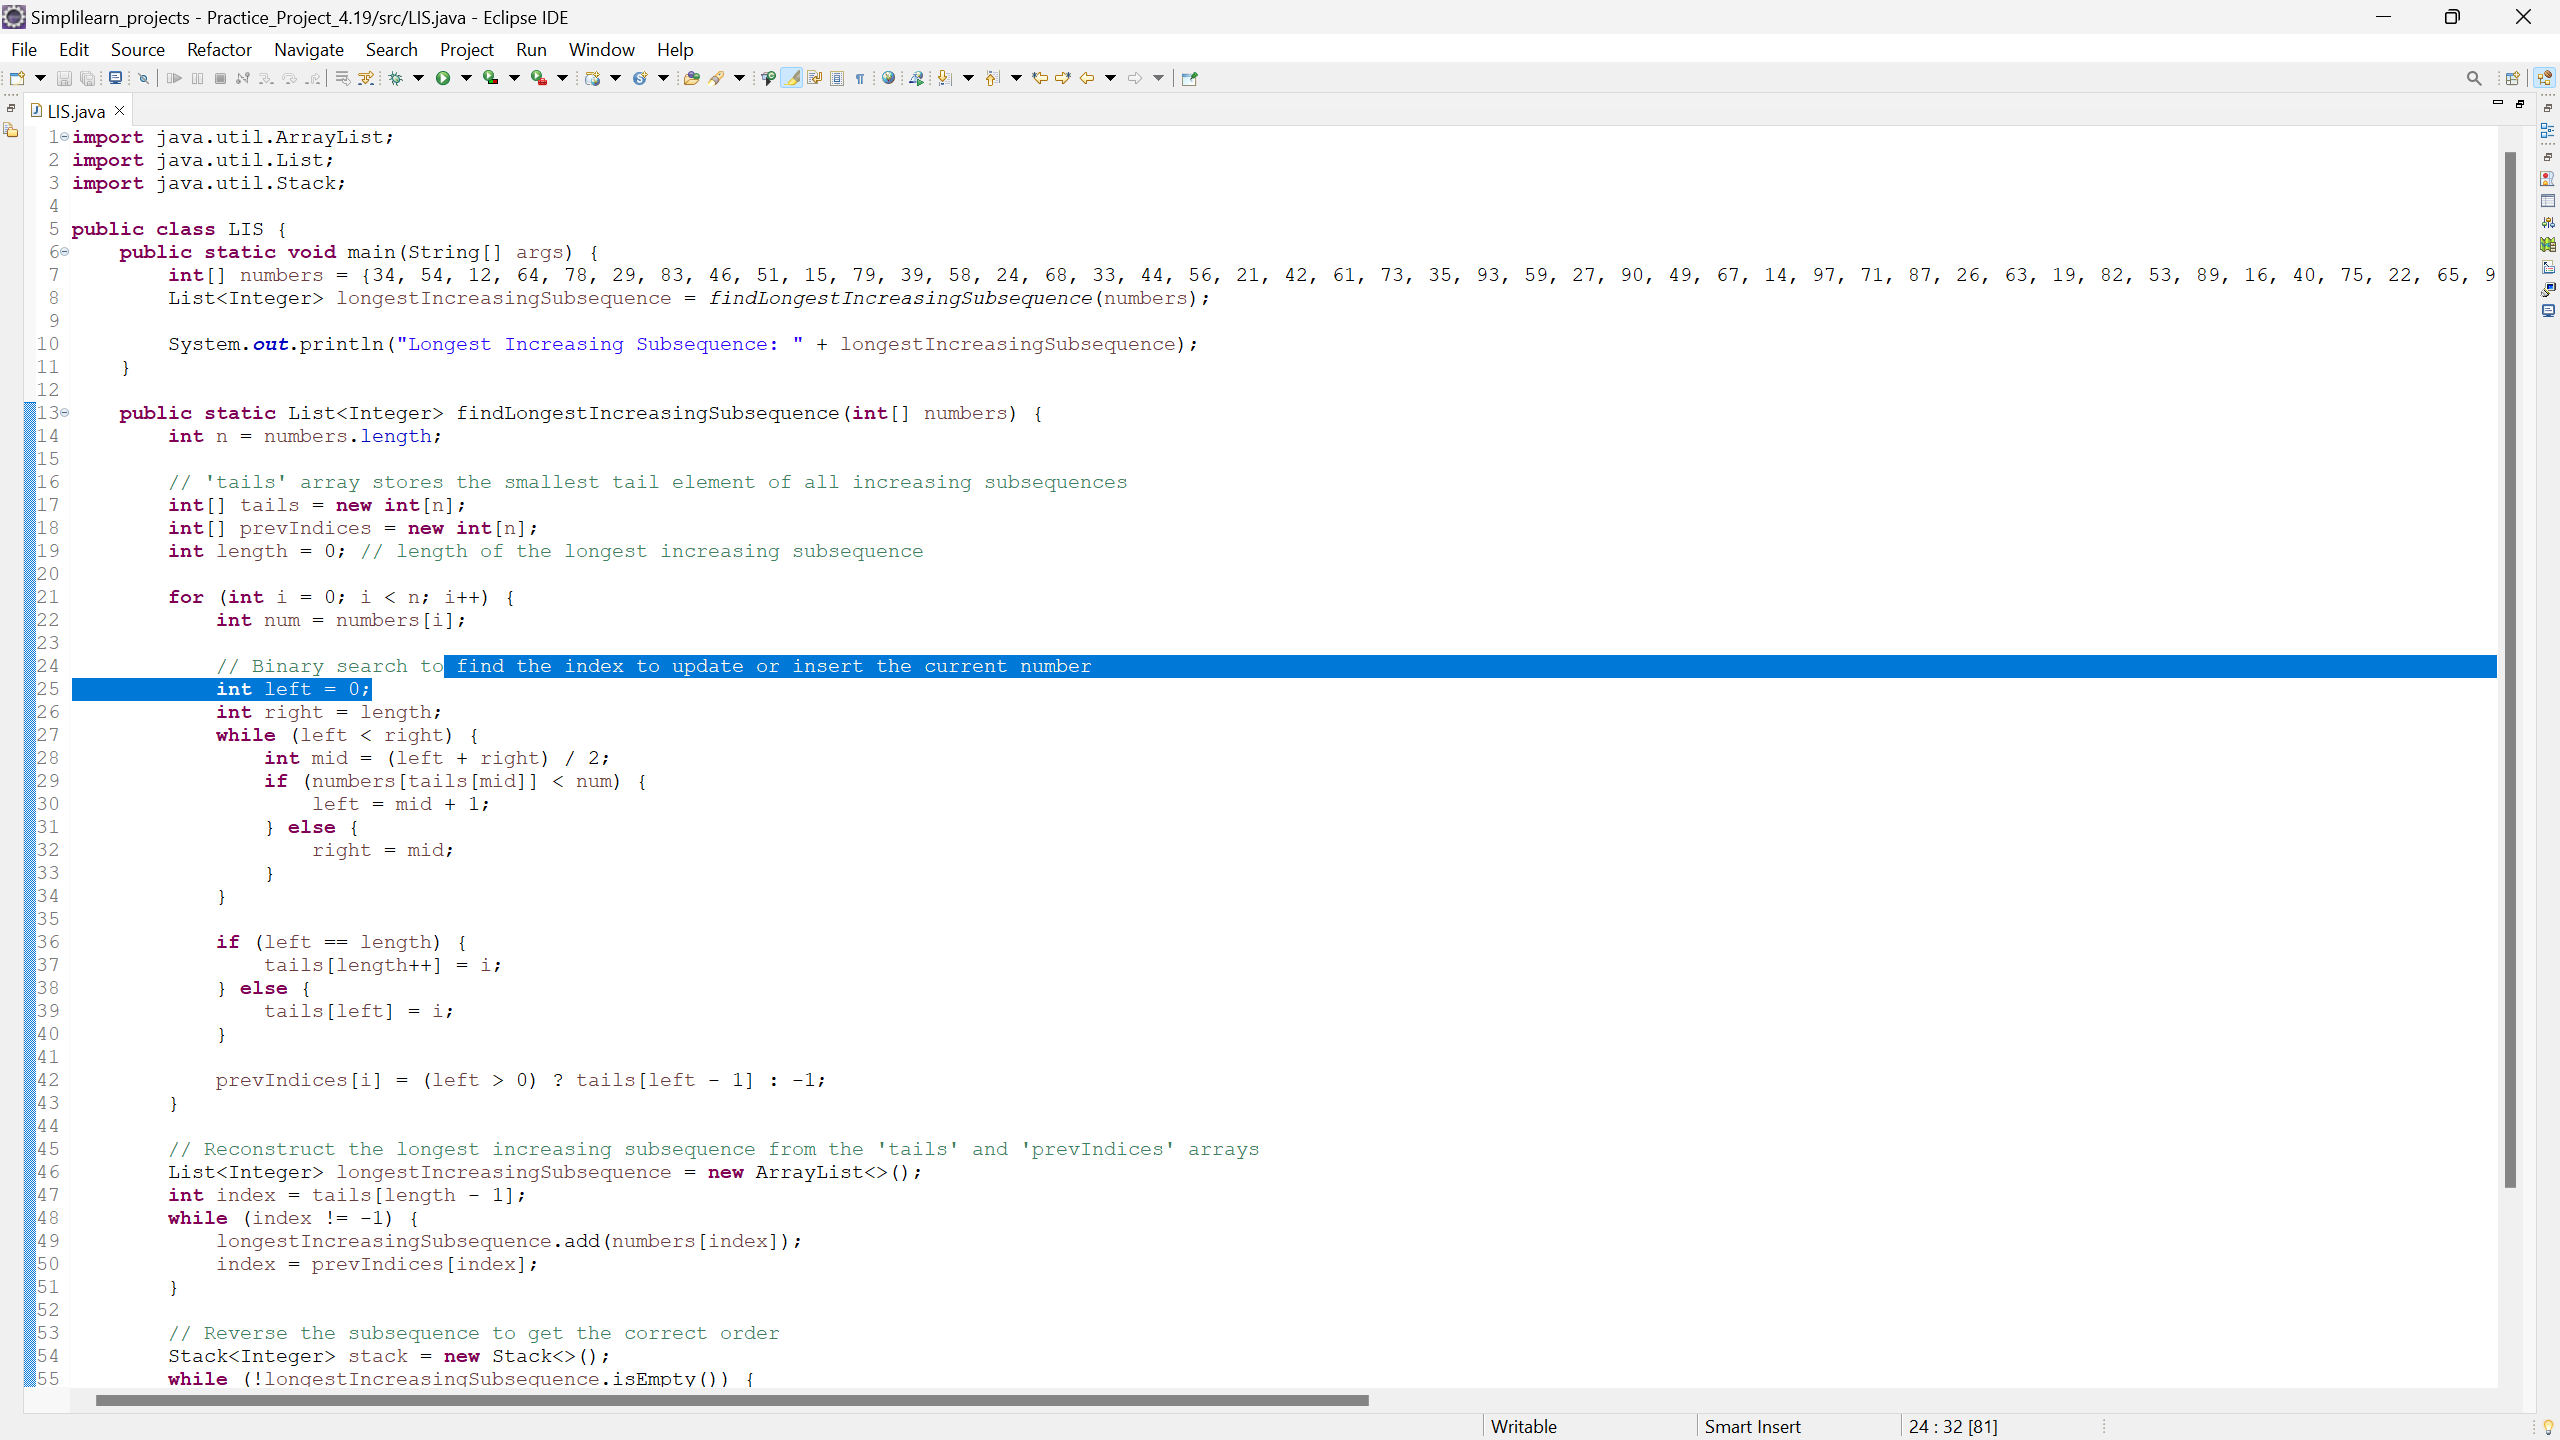 Simplilearn_projects - Practice_Project_4.19/src/LIS.java - Eclipse IDE
File Edit Source Refactor Navigate Search Project Run Window Help
LIS.java
1 import java.util.ArrayList;
2 import java.util.List;
3 import java.util.Stack;
4
5 public class LIS {
6     public static void main(String[] args) {
7         int[] numbers = {34, 54, 12, 64, 78, 29, 83, 46, 51, 15, 79, 39, 58, 24, 68, 33, 44, 56, 21, 42, 61, 73, 35, 93, 59, 27, 90, 49, 67, 14, 97, 71, 87, 26, 63, 19, 82, 53, 89, 16, 40, 75, 22, 65, 9
8         List<Integer> longestIncreasingSubsequence = findLongestIncreasingSubsequence(numbers);
9
10         System.out.println("Longest Increasing Subsequence: " + longestIncreasingSubsequence);
11     }
12
13     public static List<Integer> findLongestIncreasingSubsequence(int[] numbers) {
14         int n = numbers.length;
15
16         // 'tails' array stores the smallest tail element of all increasing subsequences
17         int[] tails = new int[n];
18         int[] prevIndices = new int[n];
19         int length = 0; // length of the longest increasing subsequence
20
21         for (int i = 0; i < n; i++) {
22             int num = numbers[i];
23
24             // Binary search to find the index to update or insert the current number
25             int left = 0;
26             int right = length;
27             while (left < right) {
28                 int mid = (left + right) / 2;
29                 if (numbers[tails[mid]] < num) {
30                     left = mid + 1;
31                 } else {
32                     right = mid;
33                 }
34             }
35
36             if (left == length) {
37                 tails[length++] = i;
38             } else {
39                 tails[left] = i;
40             }
41
42             prevIndices[i] = (left > 0) ? tails[left - 1] : -1;
43         }
44
45         // Reconstruct the longest increasing subsequence from the 'tails' and 'prevIndices' arrays
46         List<Integer> longestIncreasingSubsequence = new ArrayList<>();
47         int index = tails[length - 1];
48         while (index != -1) {
49             longestIncreasingSubsequence.add(numbers[index]);
50             index = prevIndices[index];
51         }
52
53         // Reverse the subsequence to get the correct order
54         Stack<Integer> stack = new Stack<>();
55         while (!longestIncreasingSubsequence.isEmpty()) {
Writable Smart Insert 24 : 32 [81]